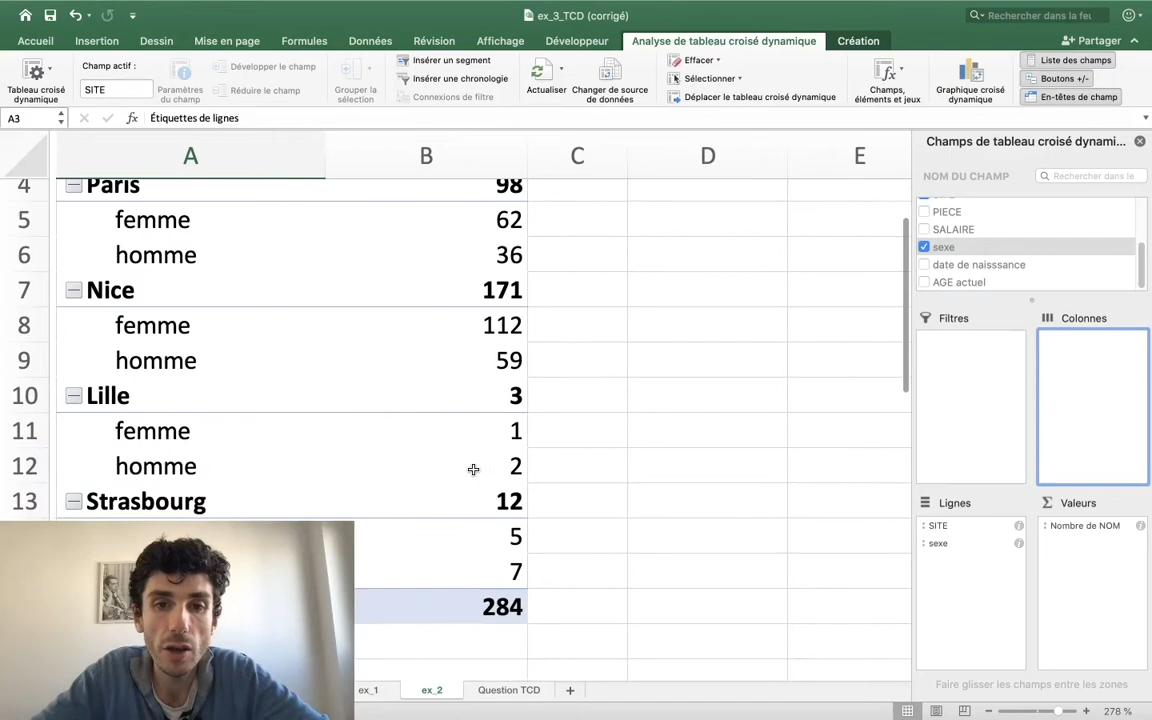 ex_3_TCD (corrigé)
Rechercher dans la feu
Accueil Insertion Dessin Mise en page Formules Données Révision Affichage Développeur Analyse de tableau croisé dynamique Création Partager
Tableau croisé dynamique
Champ actif :
SITE
Paramètres du champ
Développer le champ
Réduire le champ
Grouper la sélection
Insérer un segment
Insérer une chronologie
Connexions de filtre
Actualiser
Changer de source de données
Effacer
Sélectionner
Déplacer le tableau croisé dynamique
Champs, éléments et jeux
Graphique croisé dynamique
Liste des champs
Boutons +/-
En-têtes de champ
A3 fx Étiquettes de lignes
A B C D E
4 Paris 98
5 femme 62
6 homme 36
7 Nice 171
8 femme 112
9 homme 59
10 Lille 3
11 femme 1
12 homme 2
13 Strasbourg 12
5
7
284
Champs de tableau croisé dynami...
NOM DU CHAMP
Rechercher dans le
PIECE
SALAIRE
sexe
date de naisssance
AGE actuel
Filtres Colonnes
Lignes Valeurs
SITE
sexe
Nombre de NOM
Faire glisser les champs entre les zones
ex_1 ex_2 Question TCD +
278 %